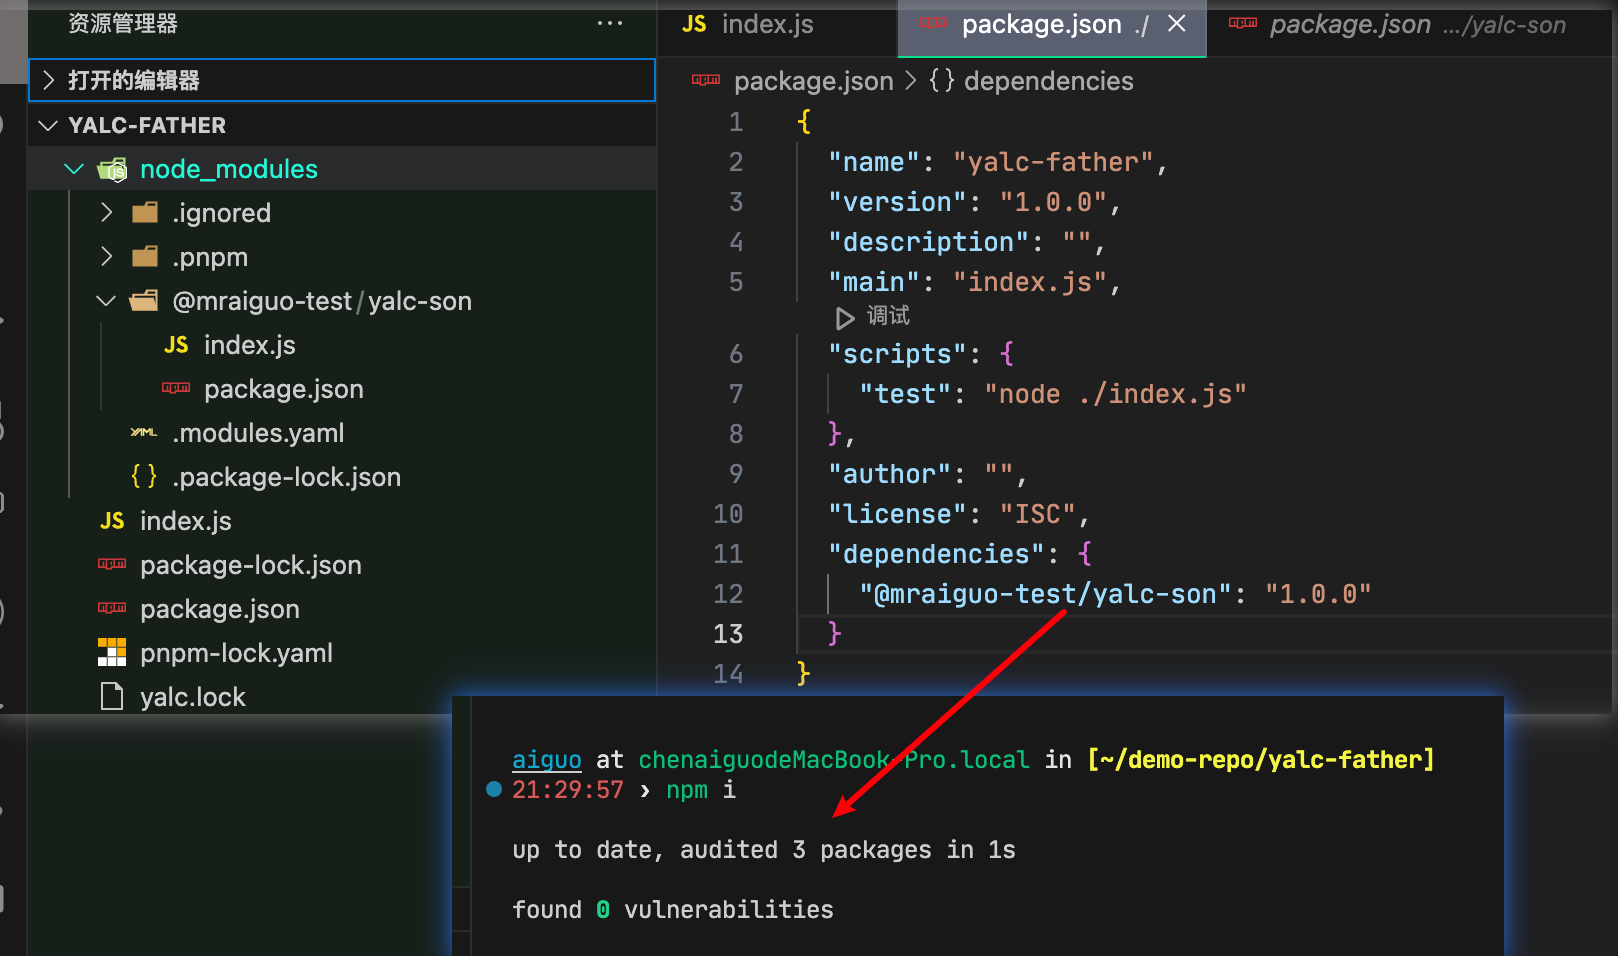 资源管理器
打开的编辑器
YALC-FATHER
node_modules
.ignored
.pnpm
@mraiguo-test/yalc-son
JS index.js
package.json
.modules.yaml
{} .package-lock.json
JS index.js
package-lock.json
package.json
pnpm-lock.yaml
yalc.lock
JS index.js
package.json ./
package.json .../yalc-son
package.json > {} dependencies
1 {
2 "name": "yalc-father",
3 "version": "1.0.0",
4 "description": "",
5 "main": "index.js",
调试
6 "scripts": {
7 "test": "node ./index.js"
8 },
9 "author": "",
10 "license": "ISC",
11 "dependencies": {
12 "@mraiguo-test/yalc-son": "1.0.0"
13 }
14 }
aiguo at chenaiguodeMacBook-Pro.local in [~/demo-repo/yalc-father]
21:29:57 › npm i
up to date, audited 3 packages in 1s
found 0 vulnerabilities